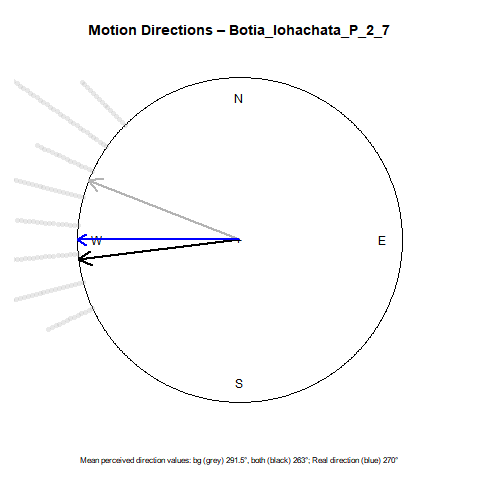 Motion Directions – Botia_lohachata_P_2_7
N
W
E
S
Mean perceived direction values: bg (grey) 291.5°, both (black) 263°; Real direction (blue) 270°